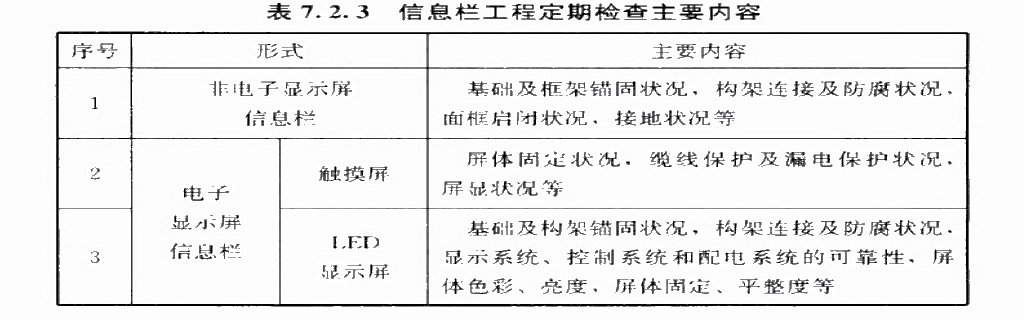 表 7.2.3 信息栏工程定期检查主要内容
序号 形式 主要内容
1 非电子显示屏
信息栏
基础及框架锚固状况,构架连接及防腐状况,
面框启闭状况、接地状况等
2 电子
显示屏
信息栏
触摸屏
屏体固定状况,缆线保护及漏电保护状况,
屏显状况等
3 LED
显示屏
基础及构架锚固状况,构架连接及防腐状况,
显示系统、控制系统和配电系统的可靠性,屏
体色彩、亮度,屏体固定、平整度等